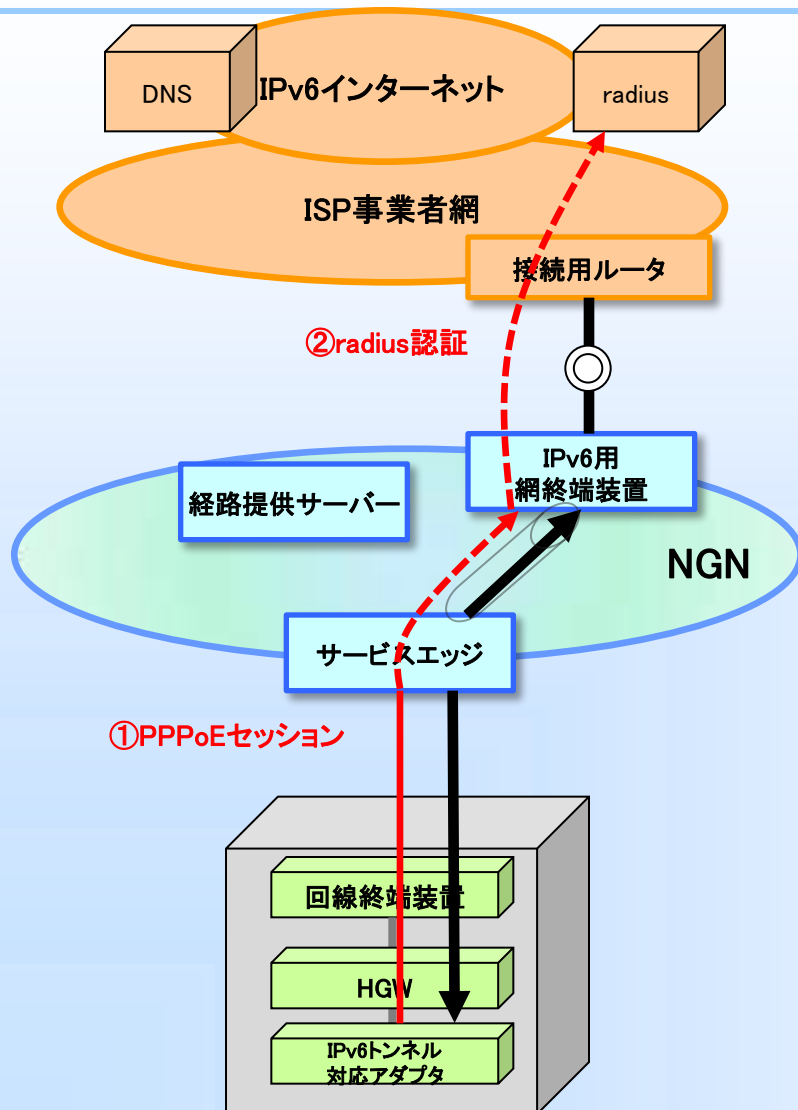 DNS
IPv6インターネット
radius
ISP事業者網
接続用ルータ
②radius認証
IPv6用
網終端装置
経路提供サーバー
NGN
サービスエッジ
①PPPoEセッション
回線終端装置
HGW
IPv6トンネル
対応アダプタ